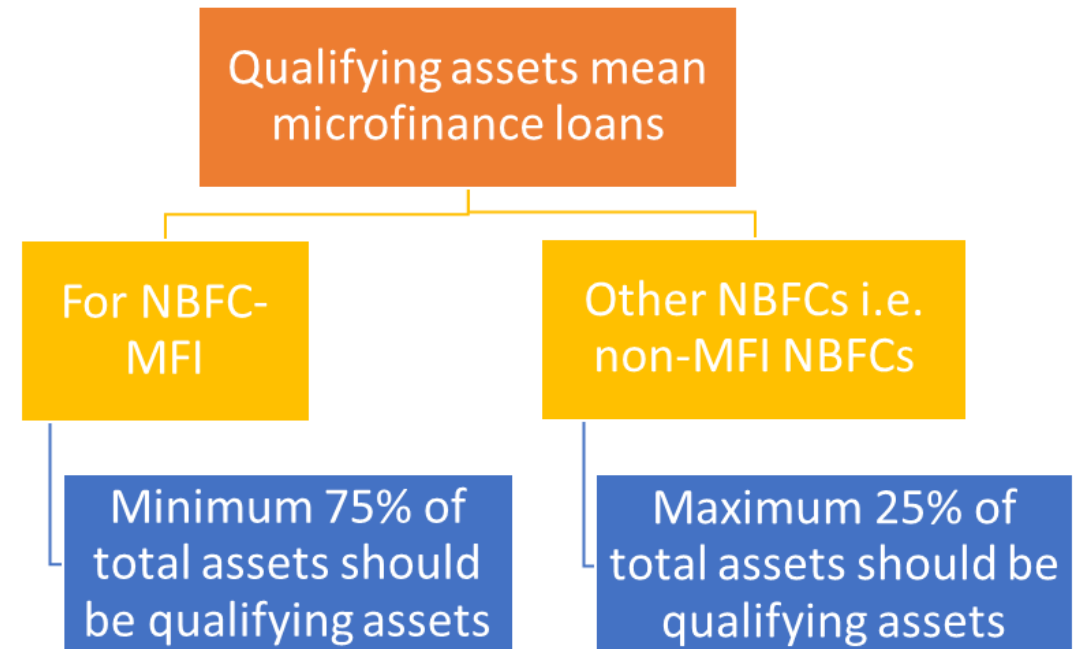 Qualifying assets mean
microfinance loans
For NBFC-
MFI
Other NBFCs i.e.
non-MFI NBFCs
Minimum 75% of
total assets should
be qualifying assets
Maximum 25% of
total assets should be
qualifying assets